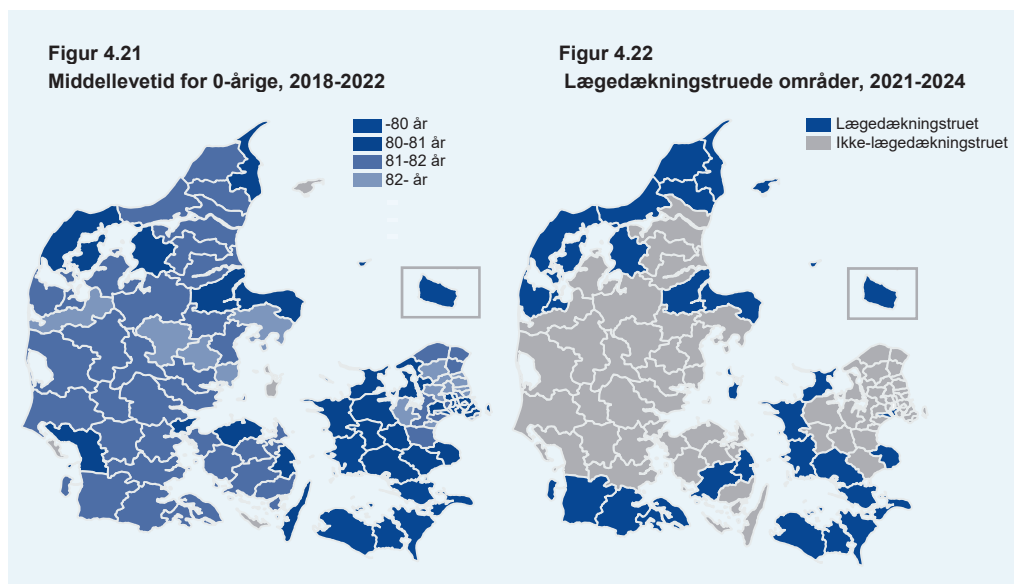 Figur 4.21
Middellevetid for 0-årige, 2018-2022
-80 år
80-81 år
81-82 år
82- år
Figur 4.22
Lægedækningstruede områder, 2021-2024
Lægedækningstruet
Ikke-lægedækningstruet